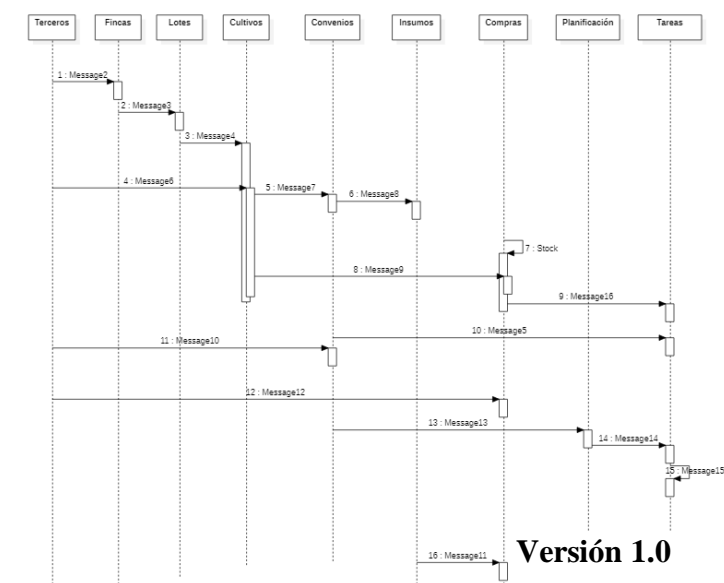 Terceros Fincas Lotes Cultivos Convenios Insumos Compras Planificación Tareas
1 : Message2
2 : Message3
3 : Message4
4 : Message6
5 : Message7
6 : Message8
7 : Stock
8 : Message9
9 : Message16
10 : Message5
11 : Message10
12 : Message12
13 : Message13
14 : Message14
15 : Message15
16 : Message11
Versión 1.0